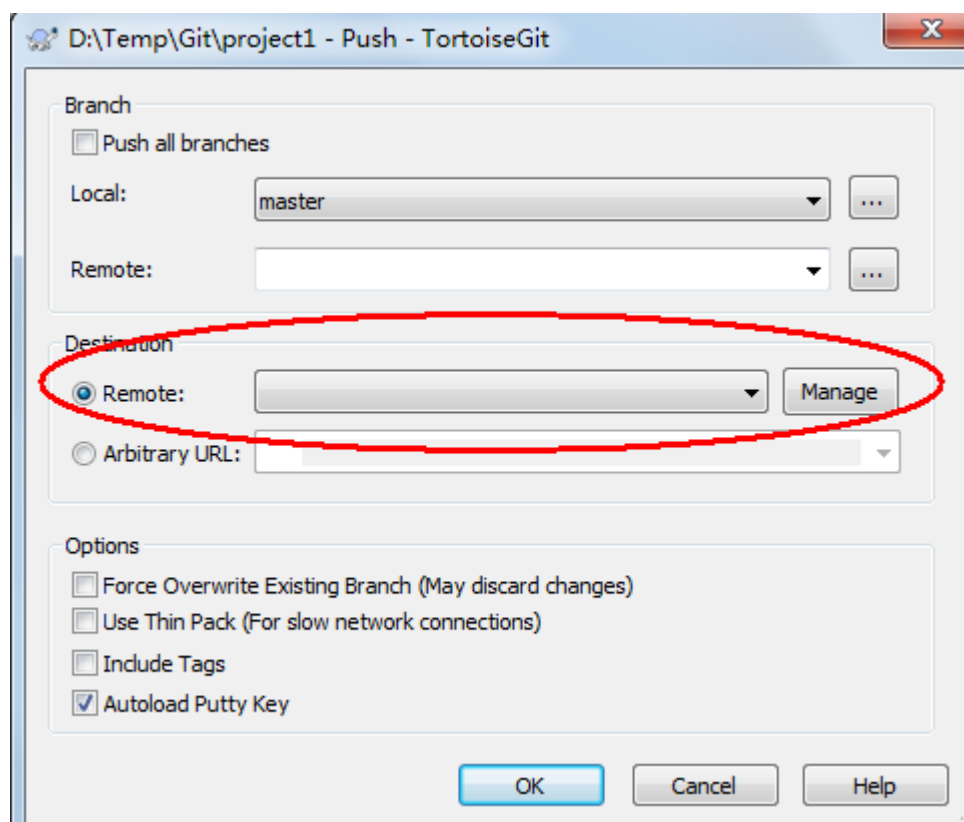 D:\Temp\Git\project1 - Push - TortoiseGit
Branch
Push all branches
Local:
master
...
Remote:
...
Destination
Remote:
Manage
Arbitrary URL:
Options
Force Overwrite Existing Branch (May discard changes)
Use Thin Pack (For slow network connections)
Include Tags
Autoload Putty Key
OK
Cancel
Help